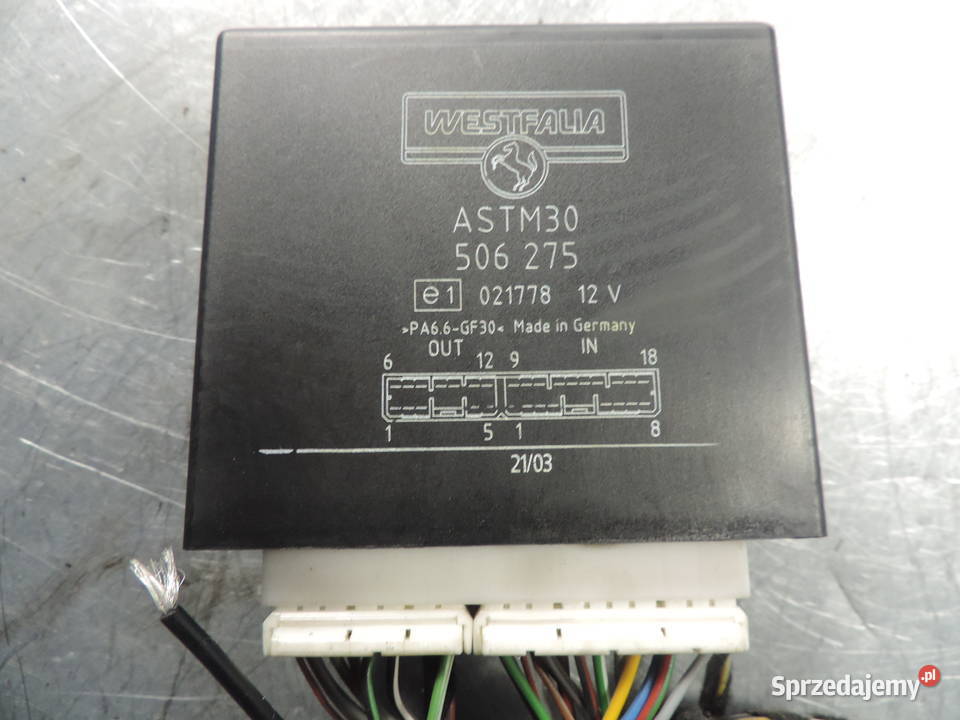 WESTFALIA
ASTM30
506 275
e1 021778 12 V
>PA6.6-GF30< Made in Germany
OUT IN
6 12 9 18
1 5 1 8
21/03
Sprzedajemy.pl